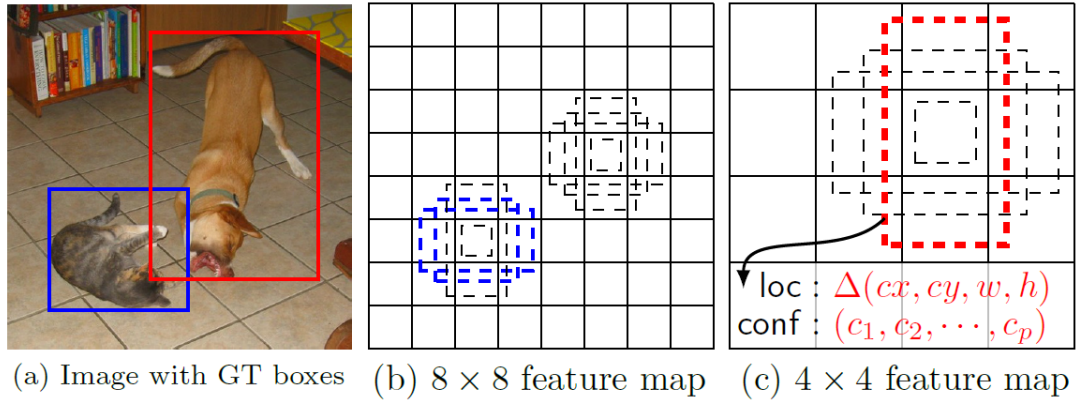 loc : Δ(cx, cy, w, h)
conf : (c₁, c₂, ⋯, cₚ)
(a) Image with GT boxes
(b) 8 × 8 feature map
(c) 4 × 4 feature map